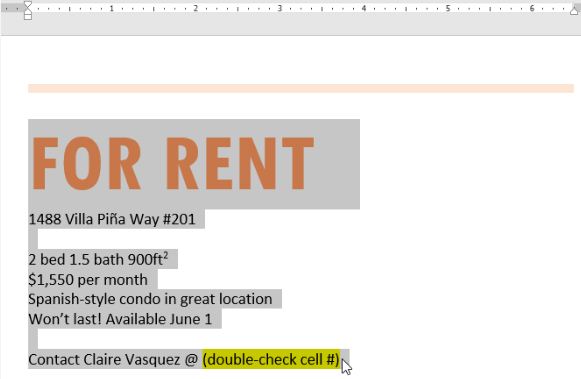 1 2 3 4 5 6
FOR RENT
1488 Villa Piña Way #201
2 bed 1.5 bath 900ft²
$1,550 per month
Spanish-style condo in great location
Won’t last! Available June 1
Contact Claire Vasquez @ (double-check cell #)